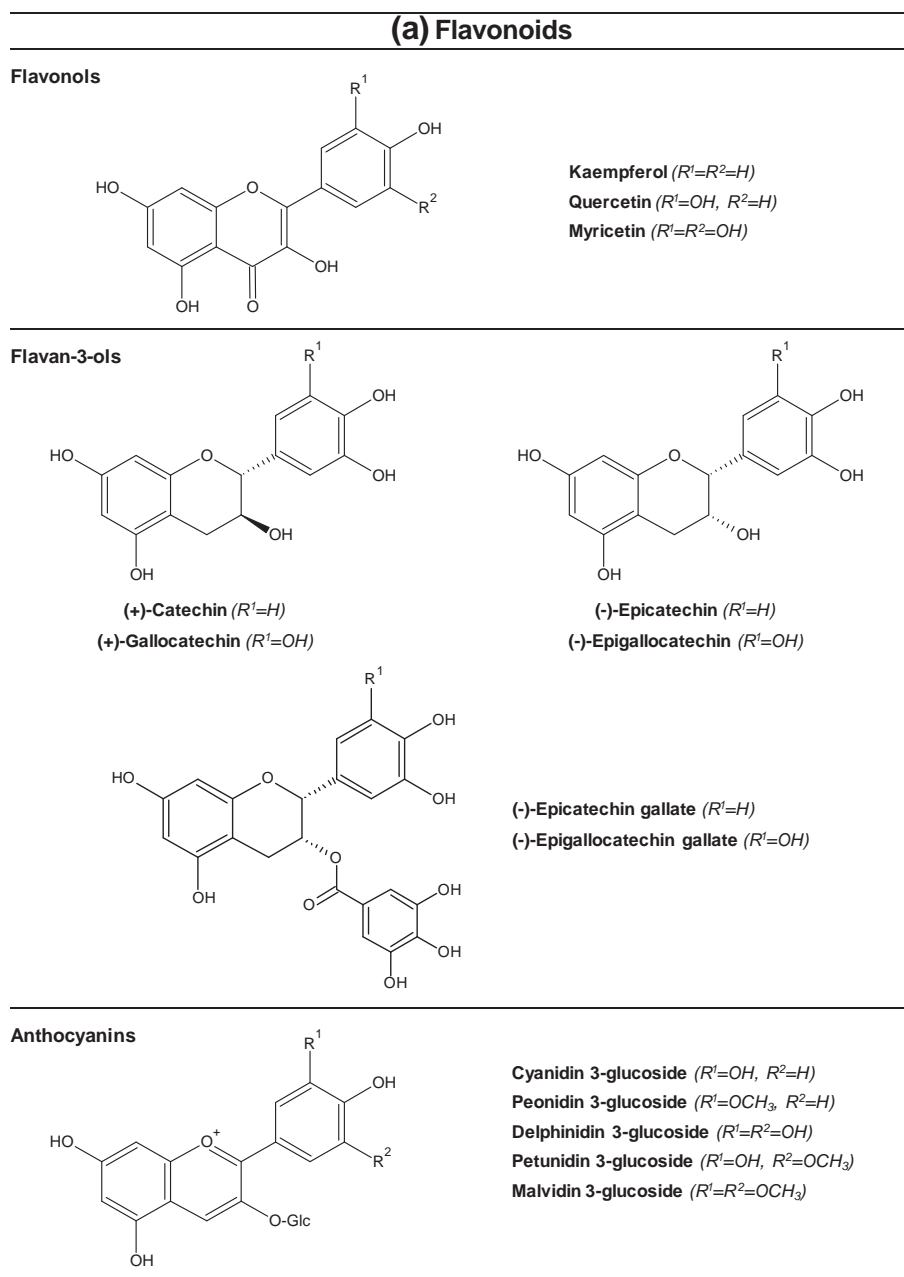 (a) Flavonoids
Flavonols
R¹
OH
HO
O
R²
OH
OH
O
Kaempferol (R¹=R²=H)
Quercetin (R¹=OH, R²=H)
Myricetin (R¹=R²=OH)
Flavan-3-ols
R¹
OH
HO
O
OH
OH
OH
(+)-Catechin (R¹=H)
(+)-Gallocatechin (R¹=OH)
R¹
OH
HO
O
OH
OH
OH
(-)-Epicatechin (R¹=H)
(-)-Epigallocatechin (R¹=OH)
R¹
OH
HO
O
OH
O
OH
O
OH
OH
OH
(-)-Epicatechin gallate (R¹=H)
(-)-Epigallocatechin gallate (R¹=OH)
Anthocyanins
R¹
OH
HO
O⁺
R²
O-Glc
OH
Cyanidin 3-glucoside (R¹=OH, R²=H)
Peonidin 3-glucoside (R¹=OCH₃, R²=H)
Delphinidin 3-glucoside (R¹=R²=OH)
Petunidin 3-glucoside (R¹=OH, R²=OCH₃)
Malvidin 3-glucoside (R¹=R²=OCH₃)